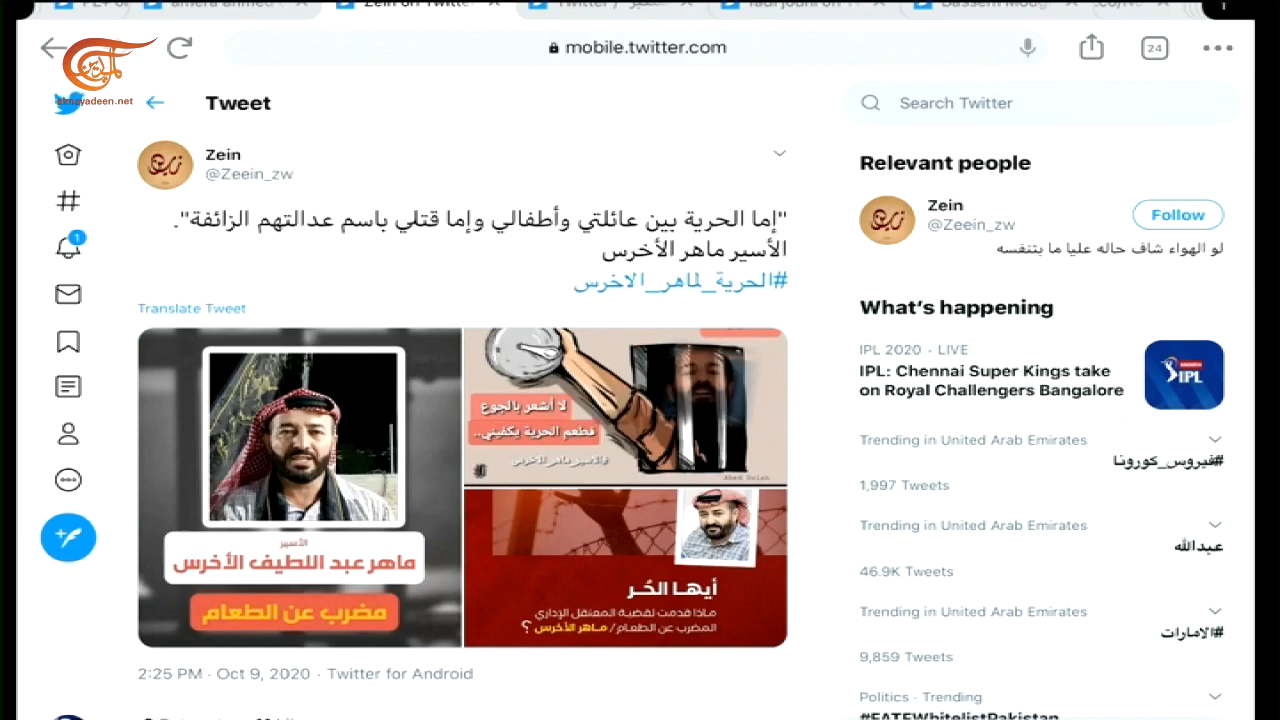 Zein on Twitter
24
mobile.twitter.com
almayadeen.net
Tweet
Search Twitter
Zein
@Zeein_zw
"إما الحرية بين عائلتي وأطفالي وإما قتلي باسم عدالتهم الزائفة".
الأسير ماهر الأخرس
#الحرية_لماهر_الاخرس
Translate Tweet
الأسير
ماهر عبد اللطيف الأخرس
مضرب عن الطعام
لا أشعر بالجوع
فطعم الحرية يكفيني..
#الاسير_ماهر_الاخرس
أيها الحُر
ماذا قدمت لقضية المعتقل الإداري
المضرب عن الطعام/ ماهر الأخرس ؟
2:25 PM · Oct 9, 2020 · Twitter for Android
1
Relevant people
Zein
@Zeein_zw
Follow
لو الهواء شاف حاله عليا ما بتنفسه
What's happening
IPL 2020 · LIVE
IPL: Chennai Super Kings take
on Royal Challengers Bangalore
IPL
Trending in United Arab Emirates
#فيروس_كورونا
1,997 Tweets
Trending in United Arab Emirates
عبدالله
46.9K Tweets
Trending in United Arab Emirates
#الامارات
9,859 Tweets
Politics · Trending
#FATFWhitelistPakistan